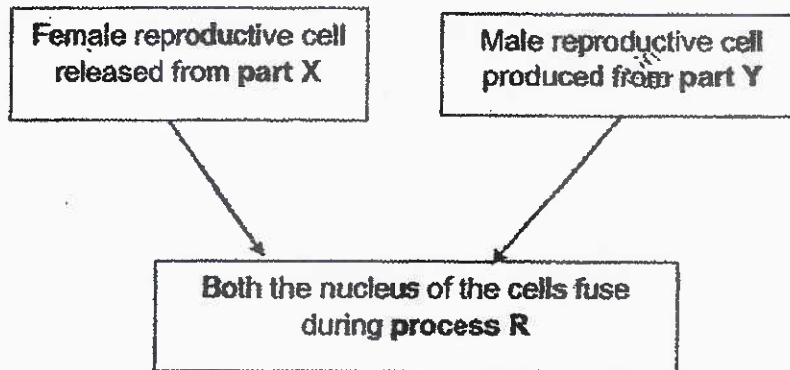 Female reproductive cell
released from part X
Male reproductive cell
produced from part Y
Both the nucleus of the cells fuse
during process R